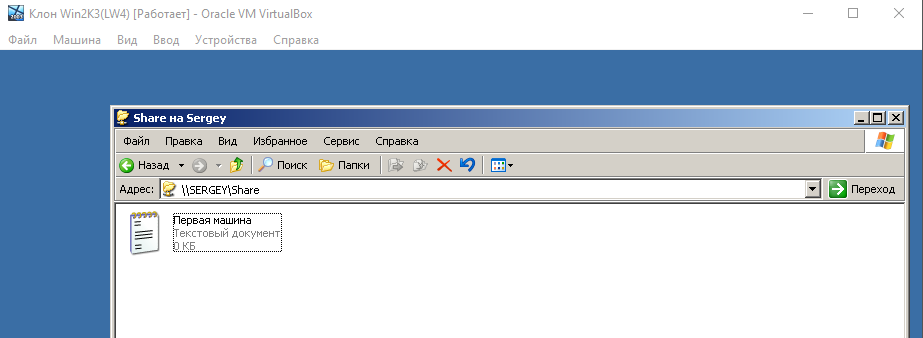 Клон Win2K3(LW4) [Работает] - Oracle VM VirtualBox
Файл Машина Вид Ввод Устройства Справка
Share на Sergey
Файл Правка Вид Избранное Сервис Справка
Назад Поиск Папки
Адрес: \\SERGEY\Share Переход
Первая машина
Текстовый документ
0 КБ